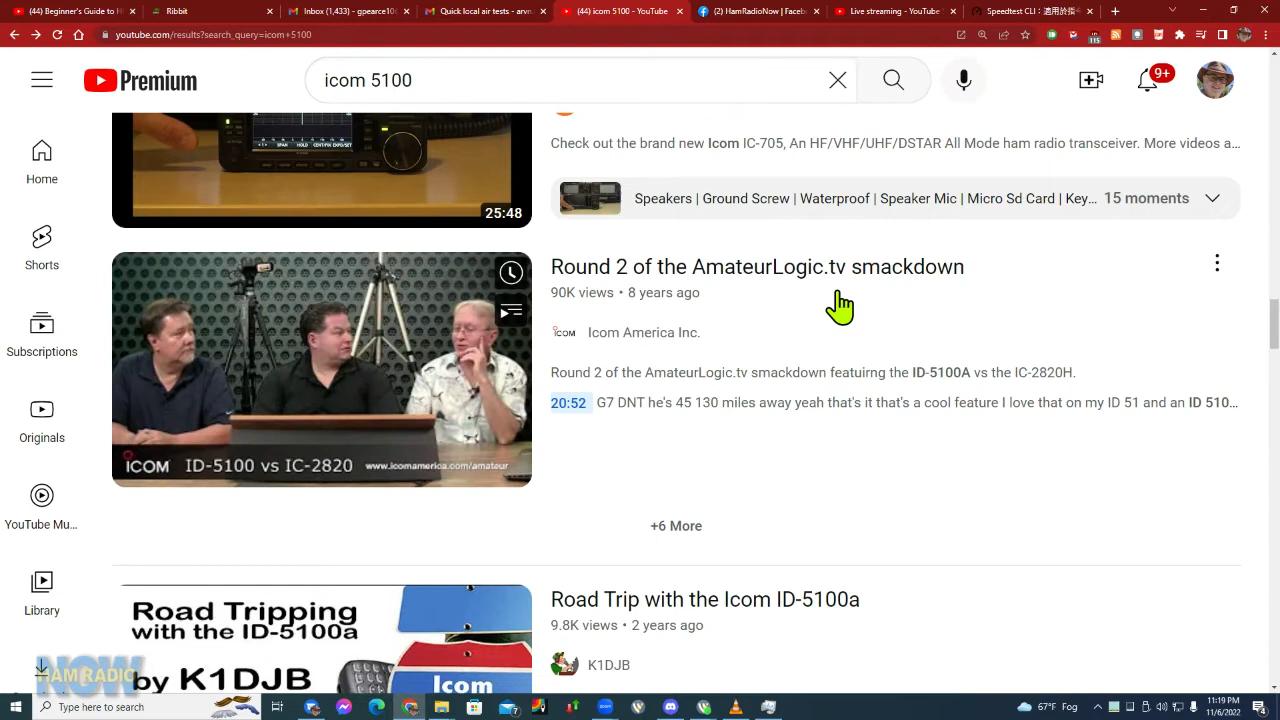 Beginner's Guide to H
Ribbit
Inbox (1,433) - gpearce10
Quick local air tests - arvn
(44) icom 5100 - YouTube
(2) HamRadioNow | Faceb
Live streaming - YouTube
Speedtest CLI
youtube.com/results?search_query=icom+5100
115
Premium
icom 5100
9+
Home
Shorts
Subscriptions
Originals
YouTube Mu...
Library
25:48
Check out the brand new Icom IC-705, An HF/VHF/UHF/DSTAR All Mode ham radio transceiver. More videos a...
Speakers | Ground Screw | Waterproof | Speaker Mic | Micro Sd Card | Key... 15 moments
Round 2 of the AmateurLogic.tv smackdown
90K views • 8 years ago
ICOM Icom America Inc.
Round 2 of the AmateurLogic.tv smackdown featuirng the ID-5100A vs the IC-2820H.
20:52 G7 DNT he's 45 130 miles away yeah that's it that's a cool feature I love that on my ID 51 and an ID 510...
ICOM ID-5100 vs IC-2820 www.icomamerica.com/amateur
+6 More
Road Tripping
with the ID-5100a
by K1DJB
Icom
Road Trip with the Icom ID-5100a
9.8K views • 2 years ago
K1DJB
NOW
HAM RADIO
Type here to search
67°F Fog
11:19 PM
11/6/2022